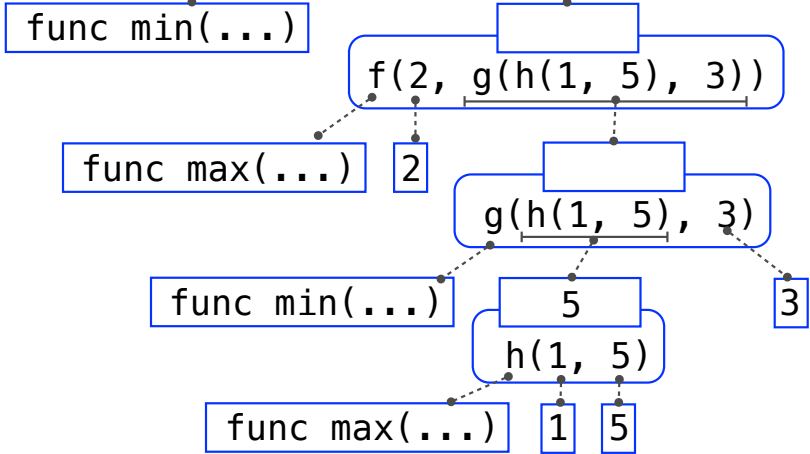 func min(...)
f(2, g(h(1, 5), 3))
func max(...)
2
g(h(1, 5), 3)
func min(...)
5
3
h(1, 5)
func max(...)
1
5